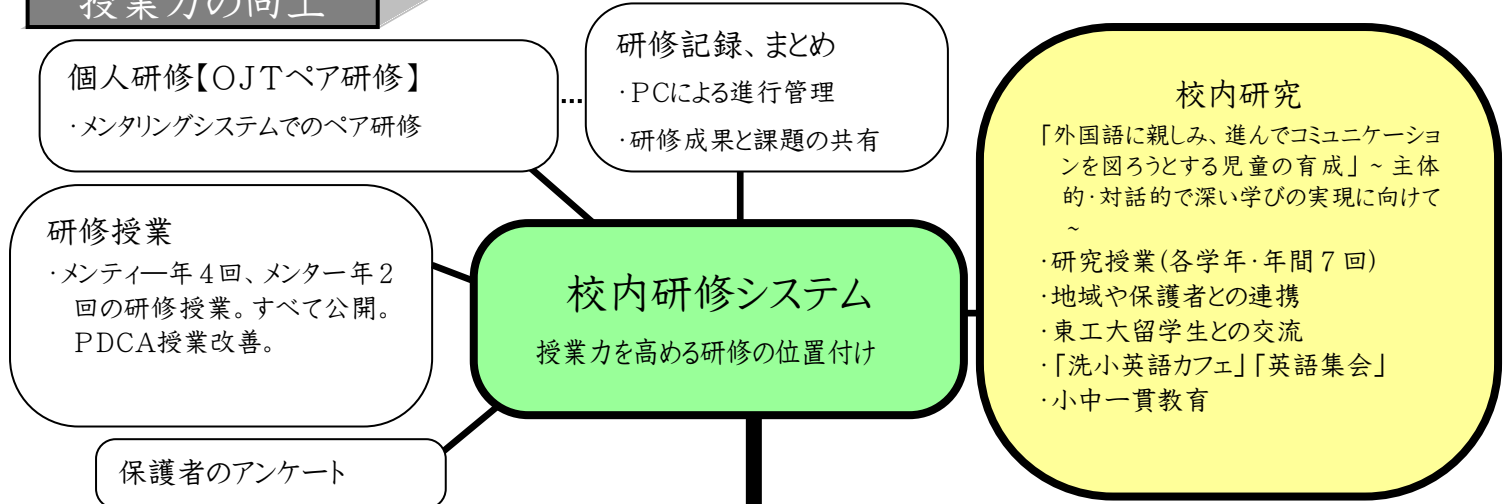 授業力の向上
個人研修【OJTペア研修】
・メンタリングシステムでのペア研修
…
研修記録、まとめ
・PCによる進行管理
・研修成果と課題の共有
研修授業
・メンティ―年4回、メンター年2
回の研修授業。すべて公開。
PDCA授業改善。
校内研修システム
授業力を高める研修の位置付け
保護者のアンケート
校内研究
「外国語に親しみ、進んでコミュニケーショ
ンを図ろうとする児童の育成」~主体
的・対話的で深い学びの実現に向けて
~
・研究授業(各学年・年間7回)
・地域や保護者との連携
・東工大留学生との交流
・「洗小英語カフェ」「英語集会」
・小中一貫教育